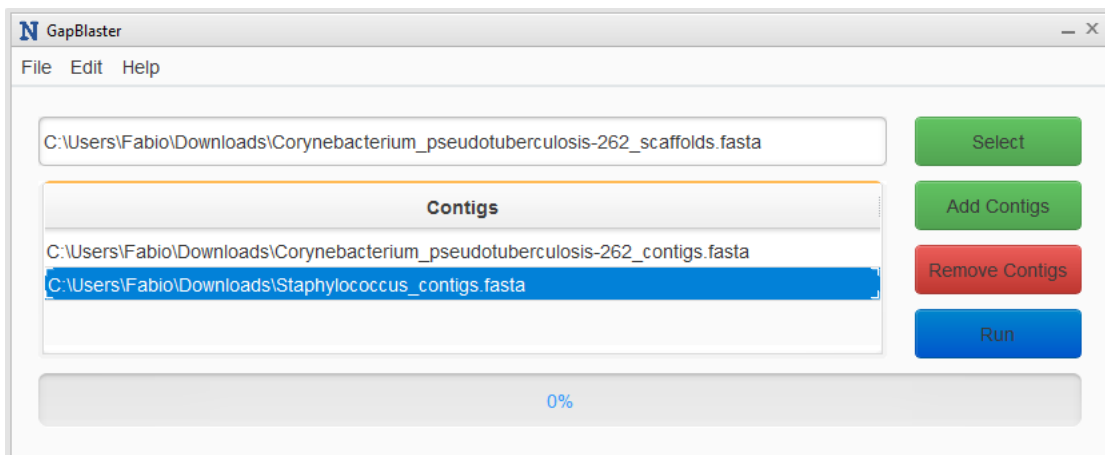 N GapBlaster
File Edit Help
C:\Users\Fabio\Downloads\Corynebacterium_pseudotuberculosis-262_scaffolds.fasta
Select
Contigs
Add Contigs
C:\Users\Fabio\Downloads\Corynebacterium_pseudotuberculosis-262_contigs.fasta
Remove Contigs
C:\Users\Fabio\Downloads\Staphylococcus_contigs.fasta
Run
0%